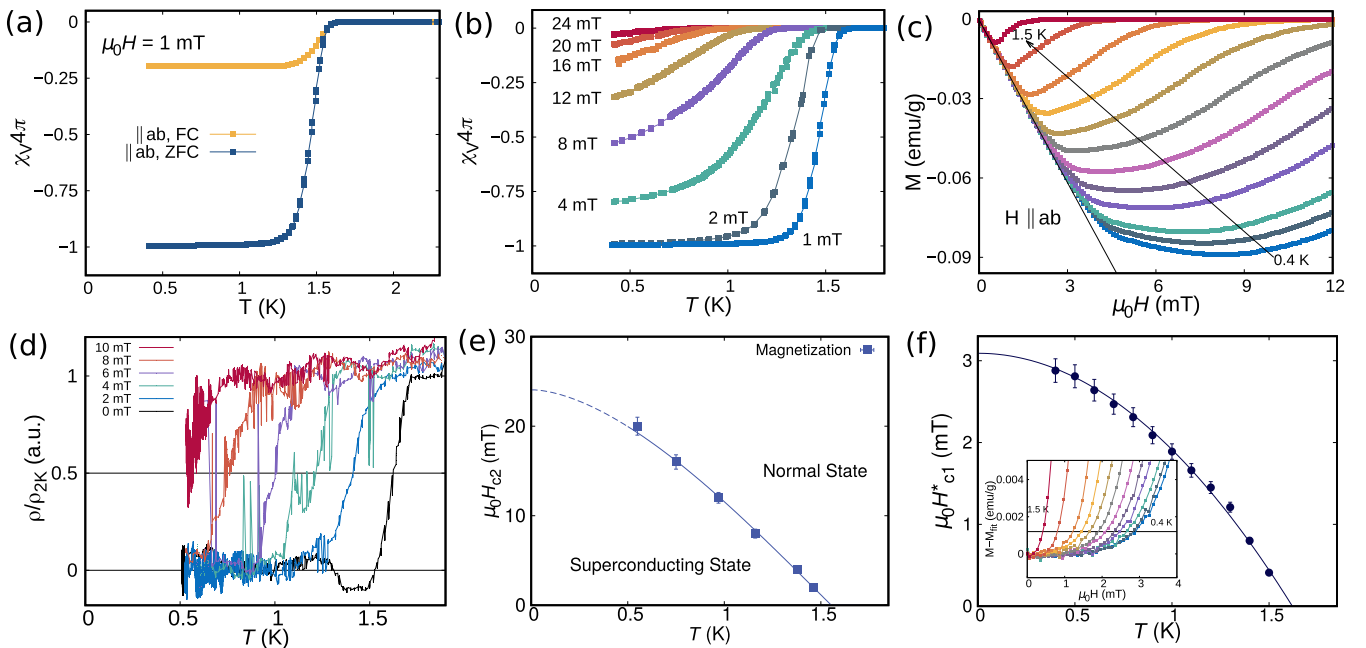 (a)
μ₀H = 1 mT
∥ab, FC
∥ab, ZFC
χV4π
0
−0.25
−0.5
−0.75
−1
0
0.5
1.0
1.5
2
T (K)
(b)
24 mT
20 mT
16 mT
12 mT
8 mT
4 mT
2 mT
1 mT
χV4π
0
−0.25
−0.5
−0.75
−1
0
0.5
1.0
1.5
T (K)
(c)
1.5 K
H ∥ab
0.4 K
M (emu/g)
0
−0.03
−0.06
−0.09
0
3
6
9
12
μ₀H (mT)
(d)
10 mT
8 mT
6 mT
4 mT
2 mT
0 mT
ρ/ρ2K (a.u.)
1
0.5
0
0
0.5
1.0
1.5
T (K)
(e)
Magnetization
Normal State
Superconducting State
μ₀Hc2 (mT)
30
20
10
0
0
0.5
1.0
1.5
T (K)
(f)
μ₀H*c1 (mT)
3
2
1
0
0
0.5
1.0
1.5
T (K)
M−Mfit (emu/g)
0.004
0.002
0
1.5 K
0.4 K
0
1
2
3
4
μ₀H (mT)